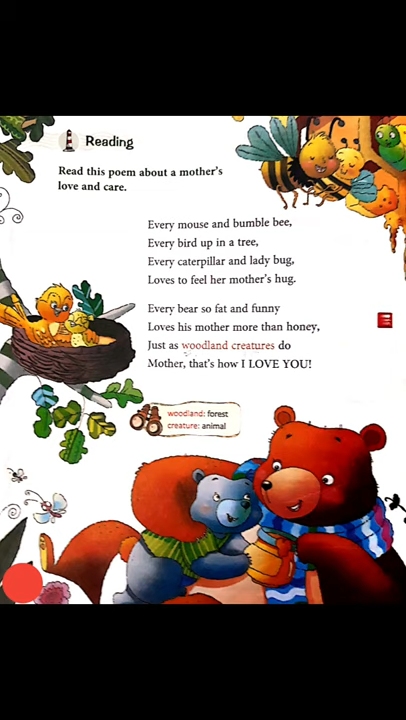 Reading
Read this poem about a mother's
love and care.
Every mouse and bumble bee,
Every bird up in a tree,
Every caterpillar and lady bug,
Loves to feel her mother's hug.
Every bear so fat and funny
Loves his mother more than honey,
Just as woodland creatures do
Mother, that's how I LOVE YOU!
woodland: forest
creature: animal